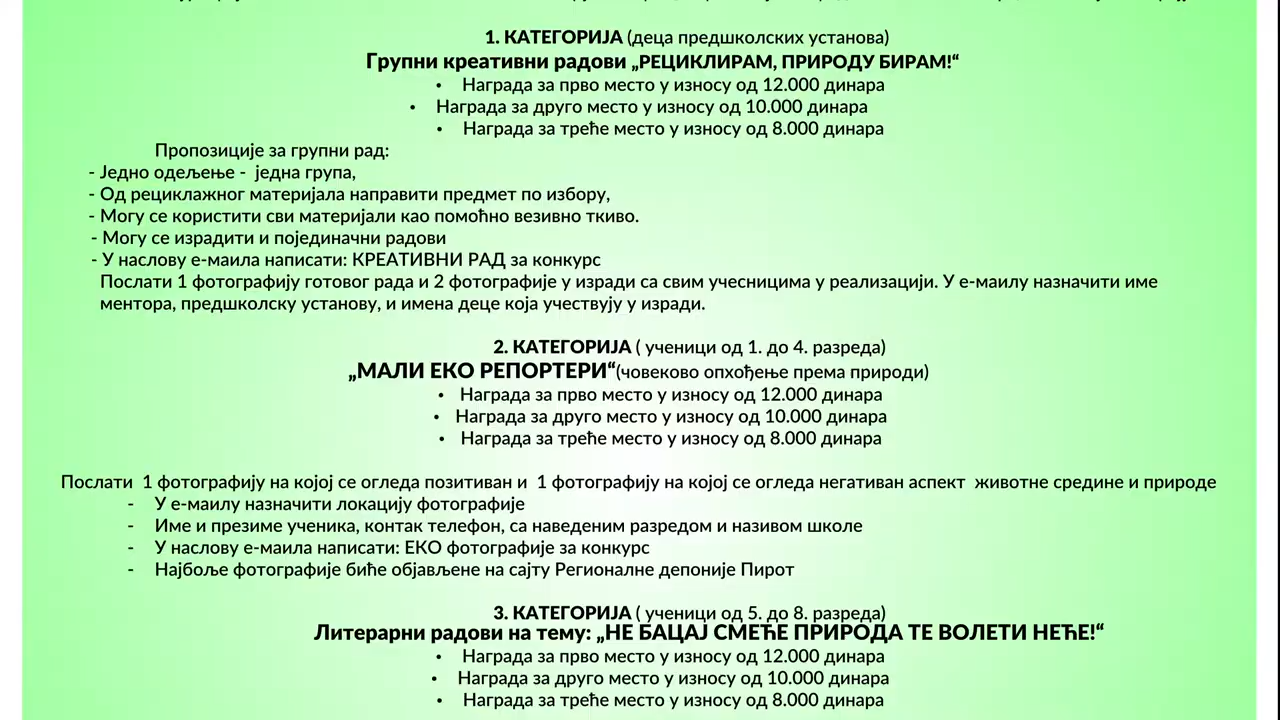 1. КАТЕГОРИЈА (деца предшколских установа)
Групни креативни радови „РЕЦИКЛИРАМ, ПРИРОДУ БИРАМ!“
• Награда за прво место у износу од 12.000 динара
• Награда за друго место у износу од 10.000 динара
• Награда за треће место у износу од 8.000 динара
Пропозиције за групни рад:
- Једно одељење - једна група,
- Од рециклажног материјала направити предмет по избору,
- Могу се користити сви материјали као помоћно везивно ткиво.
- Могу се израдити и појединачни радови
- У наслову е-маила написати: КРЕАТИВНИ РАД за конкурс
Послати 1 фотографију готовог рада и 2 фотографије у изради са свим учесницима у реализацији. У е-маилу назначити име
ментора, предшколску установу, и имена деце која учествују у изради.
2. КАТЕГОРИЈА ( ученици од 1. до 4. разреда)
„МАЛИ ЕКО РЕПОРТЕРИ“(човеково опхођење према природи)
• Награда за прво место у износу од 12.000 динара
• Награда за друго место у износу од 10.000 динара
• Награда за треће место у износу од 8.000 динара
Послати 1 фотографију на којој се огледа позитиван и 1 фотографију на којој се огледа негативан аспект животне средине и природе
- У е-маилу назначити локацију фотографије
- Име и презиме ученика, контак телефон, са наведеним разредом и називом школе
- У наслову е-маила написати: ЕКО фотографије за конкурс
- Најбоље фотографије биће објављене на сајту Регионалне депоније Пирот
3. КАТЕГОРИЈА ( ученици од 5. до 8. разреда)
Литерарни радови на тему: „НЕ БАЦАЈ СМЕЋЕ ПРИРОДА ТЕ ВОЛЕТИ НЕЋЕ!“
• Награда за прво место у износу од 12.000 динара
• Награда за друго место у износу од 10.000 динара
• Награда за треће место у износу од 8.000 динара